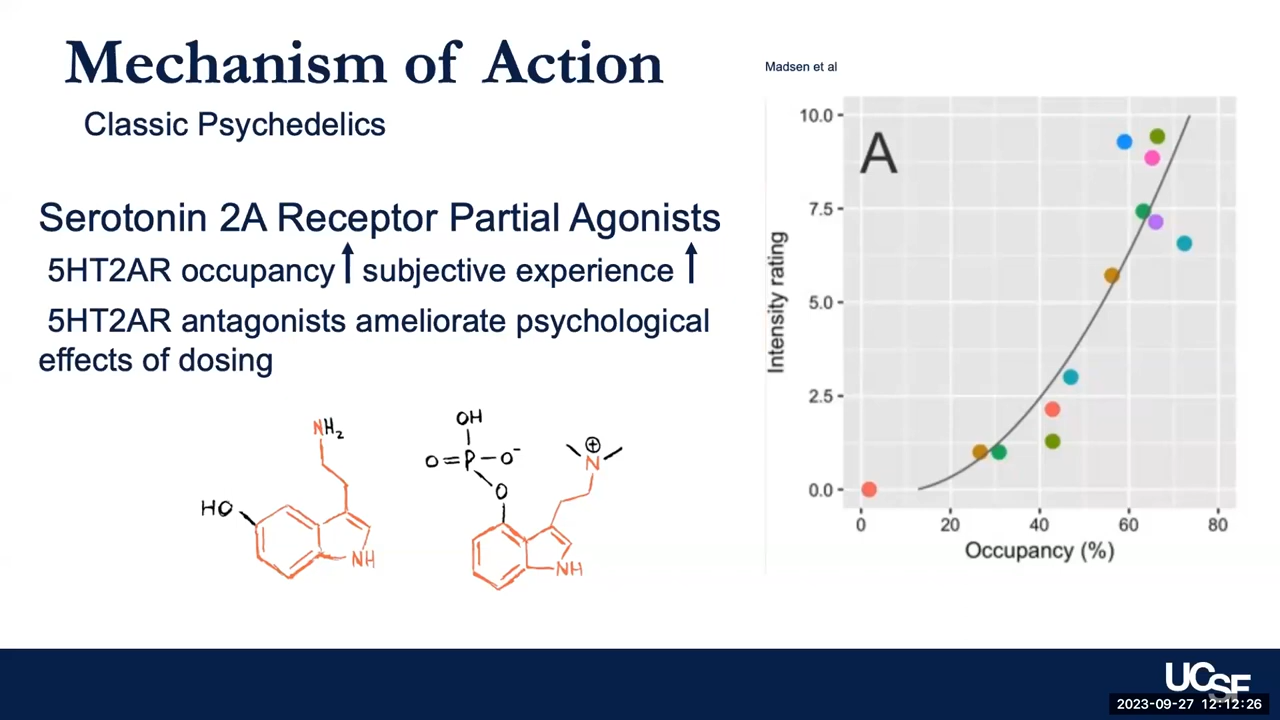 Mechanism of Action
Classic Psychedelics
Serotonin 2A Receptor Partial Agonists
5HT2AR occupancy subjective experience
5HT2AR antagonists ameliorate psychological
effects of dosing
NH2
HO
NH
OH
O=P-O-
O
⊕
N
NH
Madsen et al
A
10.0
7.5
5.0
2.5
0.0
Intensity rating
0 20 40 60 80
Occupancy (%)
UCSF
2023-09-27 12:12:26